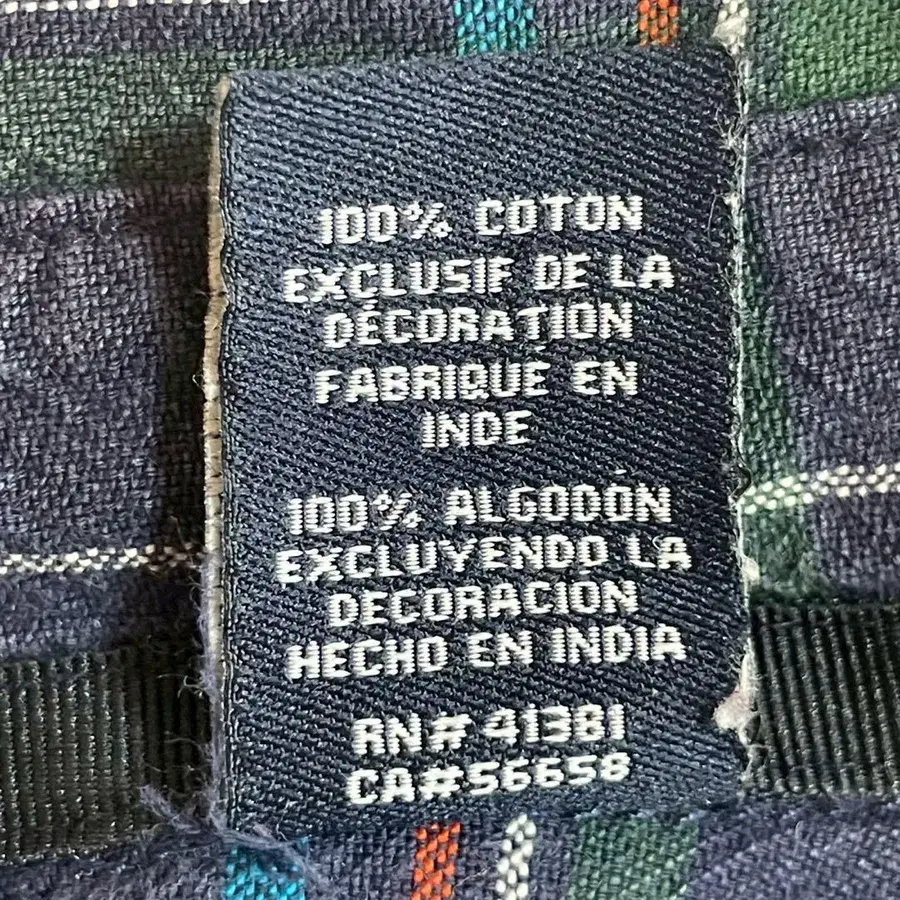 100% COTON
EXCLUSIF DE LA
DÉCORATION
FABRIQUE EN
INDE
100% ALGODÓN
EXCLUYENDO LA
DECORACIÓN
HECHO EN INDIA
RN# 41381
CA#56658